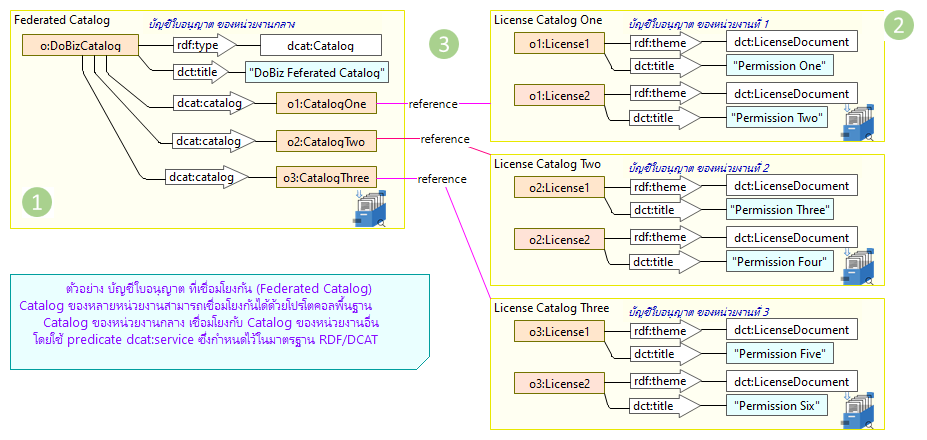 Federated Catalog
บัญชีใบอนุญาต ของหน่วยงานกลาง
o:DoBizCatalog
rdf:type
dcat:Catalog
dct:title
"DoBiz Feferated Catalog"
dcat:catalog
o1:CatalogOne
reference
dcat:catalog
o2:CatalogTwo
reference
dcat:catalog
o3:CatalogThree
reference
1
3
2
License Catalog One
บัญชีใบอนุญาต ของหน่วยงานที่ 1
o1:License1
rdf:theme
dct:LicenseDocument
dct:title
"Permission One"
o1:License2
rdf:theme
dct:LicenseDocument
dct:title
"Permission Two"
License Catalog Two
บัญชีใบอนุญาต ของหน่วยงานที่ 2
o2:License1
rdf:theme
dct:LicenseDocument
dct:title
"Permission Three"
o2:License2
rdf:theme
dct:LicenseDocument
dct:title
"Permission Four"
License Catalog Three
บัญชีใบอนุญาต ของหน่วยงานที่ 3
o3:License1
rdf:theme
dct:LicenseDocument
dct:title
"Permission Five"
o3:License2
rdf:theme
dct:LicenseDocument
dct:title
"Permission Six"
ตัวอย่าง บัญชีใบอนุญาต ที่เชื่อมโยงกัน (Federated Catalog)
Catalog ของหลายหน่วยงานสามารถเชื่อมโยงกันได้ด้วยโปรโตคอลพื้นฐาน
Catalog ของหน่วยงานกลาง เชื่อมโยงกับ Catalog ของหน่วยงานอื่น
โดยใช้ predicate dcat:service ซึ่งกำหนดไว้ในมาตรฐาน RDF/DCAT